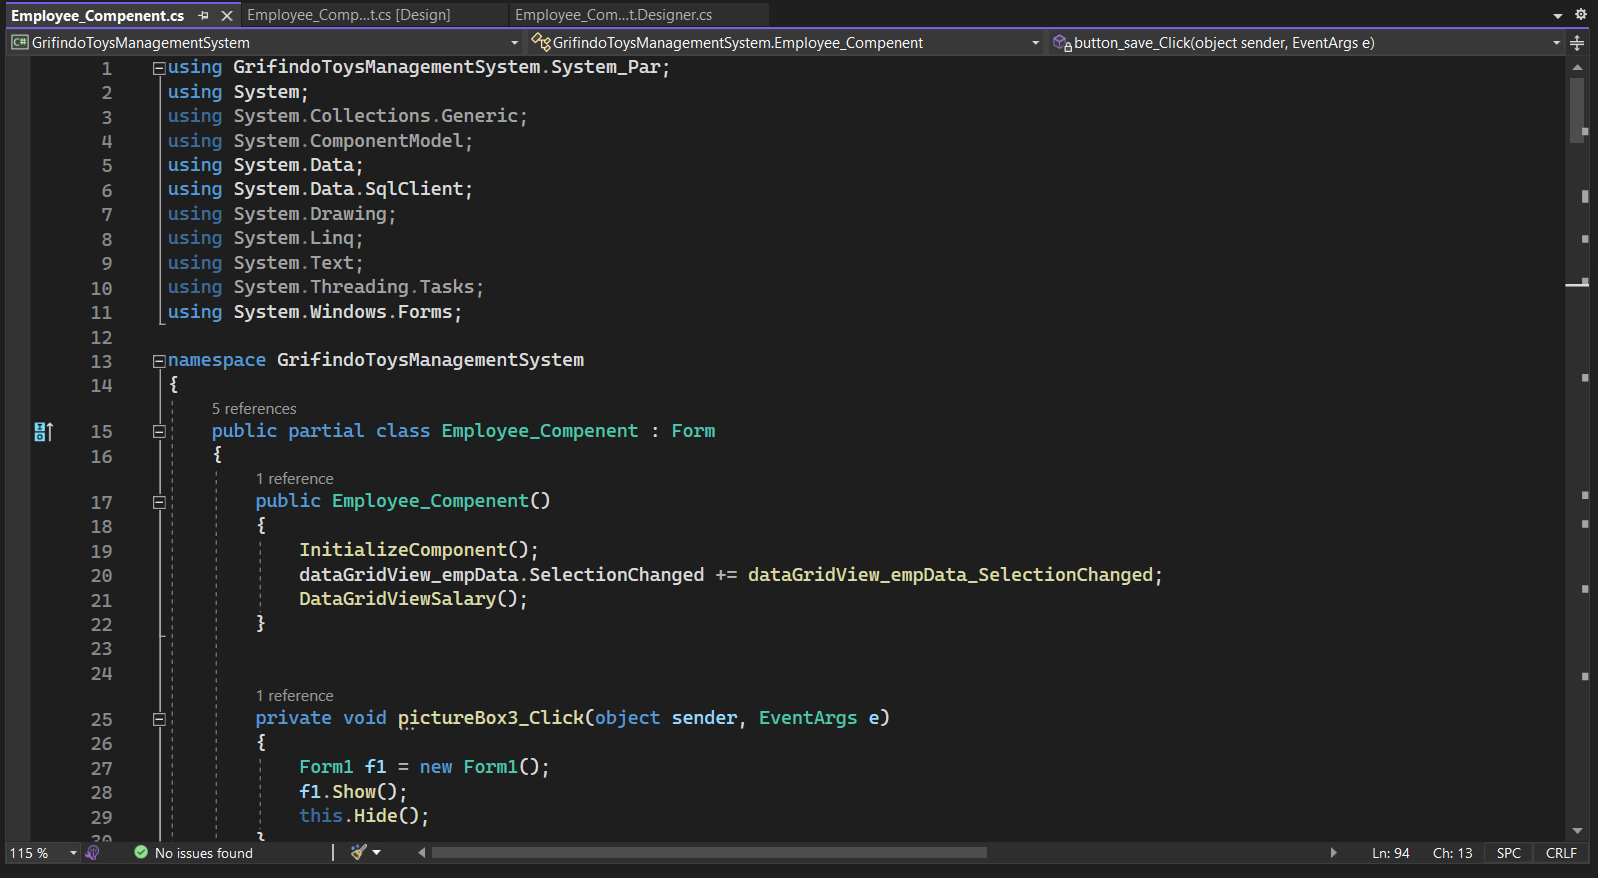 Employee_Compenent.cs
Employee_Comp...t.cs [Design]
Employee_Com...t.Designer.cs
C# GrifindoToysManagementSystem
GrifindoToysManagementSystem.Employee_Compenent
button_save_Click(object sender, EventArgs e)
1 using GrifindoToysManagementSystem.System_Par;
2 using System;
3 using System.Collections.Generic;
4 using System.ComponentModel;
5 using System.Data;
6 using System.Data.SqlClient;
7 using System.Drawing;
8 using System.Linq;
9 using System.Text;
10 using System.Threading.Tasks;
11 using System.Windows.Forms;
12
13 namespace GrifindoToysManagementSystem
14 {
5 references
15 public partial class Employee_Compenent : Form
16 {
1 reference
17 public Employee_Compenent()
18 {
19 InitializeComponent();
20 dataGridView_empData.SelectionChanged += dataGridView_empData_SelectionChanged;
21 DataGridViewSalary();
22 }
23
24
1 reference
25 private void pictureBox3_Click(object sender, EventArgs e)
26 {
27 Form1 f1 = new Form1();
28 f1.Show();
29 this.Hide();
30 }
115 %
No issues found
Ln: 94 Ch: 13 SPC CRLF